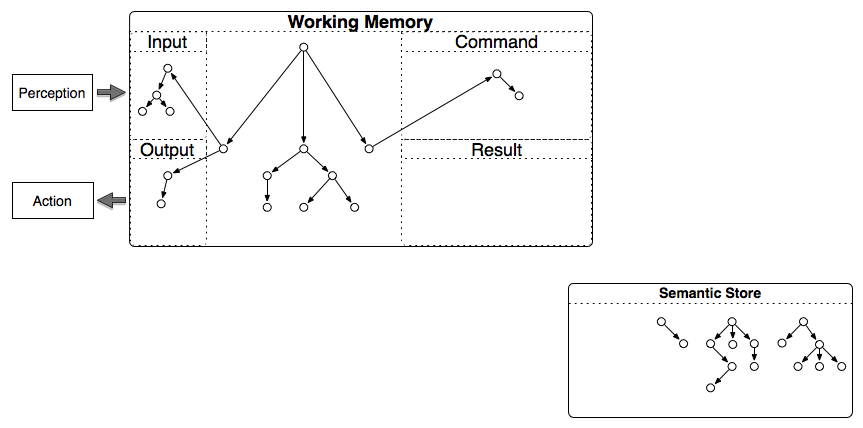 Working Memory
Input
Command
Perception
Output
Result
Action
Semantic Store